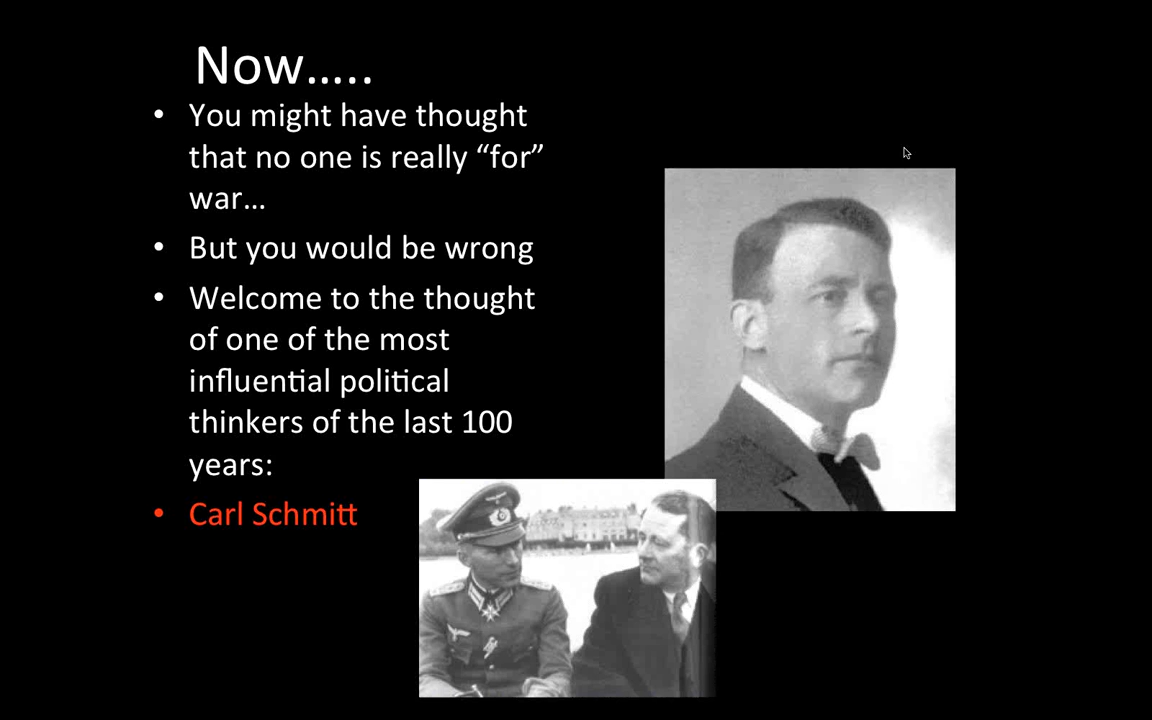 Now.....
• You might have thought
that no one is really “for”
war...
• But you would be wrong
• Welcome to the thought
of one of the most
influential political
thinkers of the last 100
years:
• Carl Schmitt